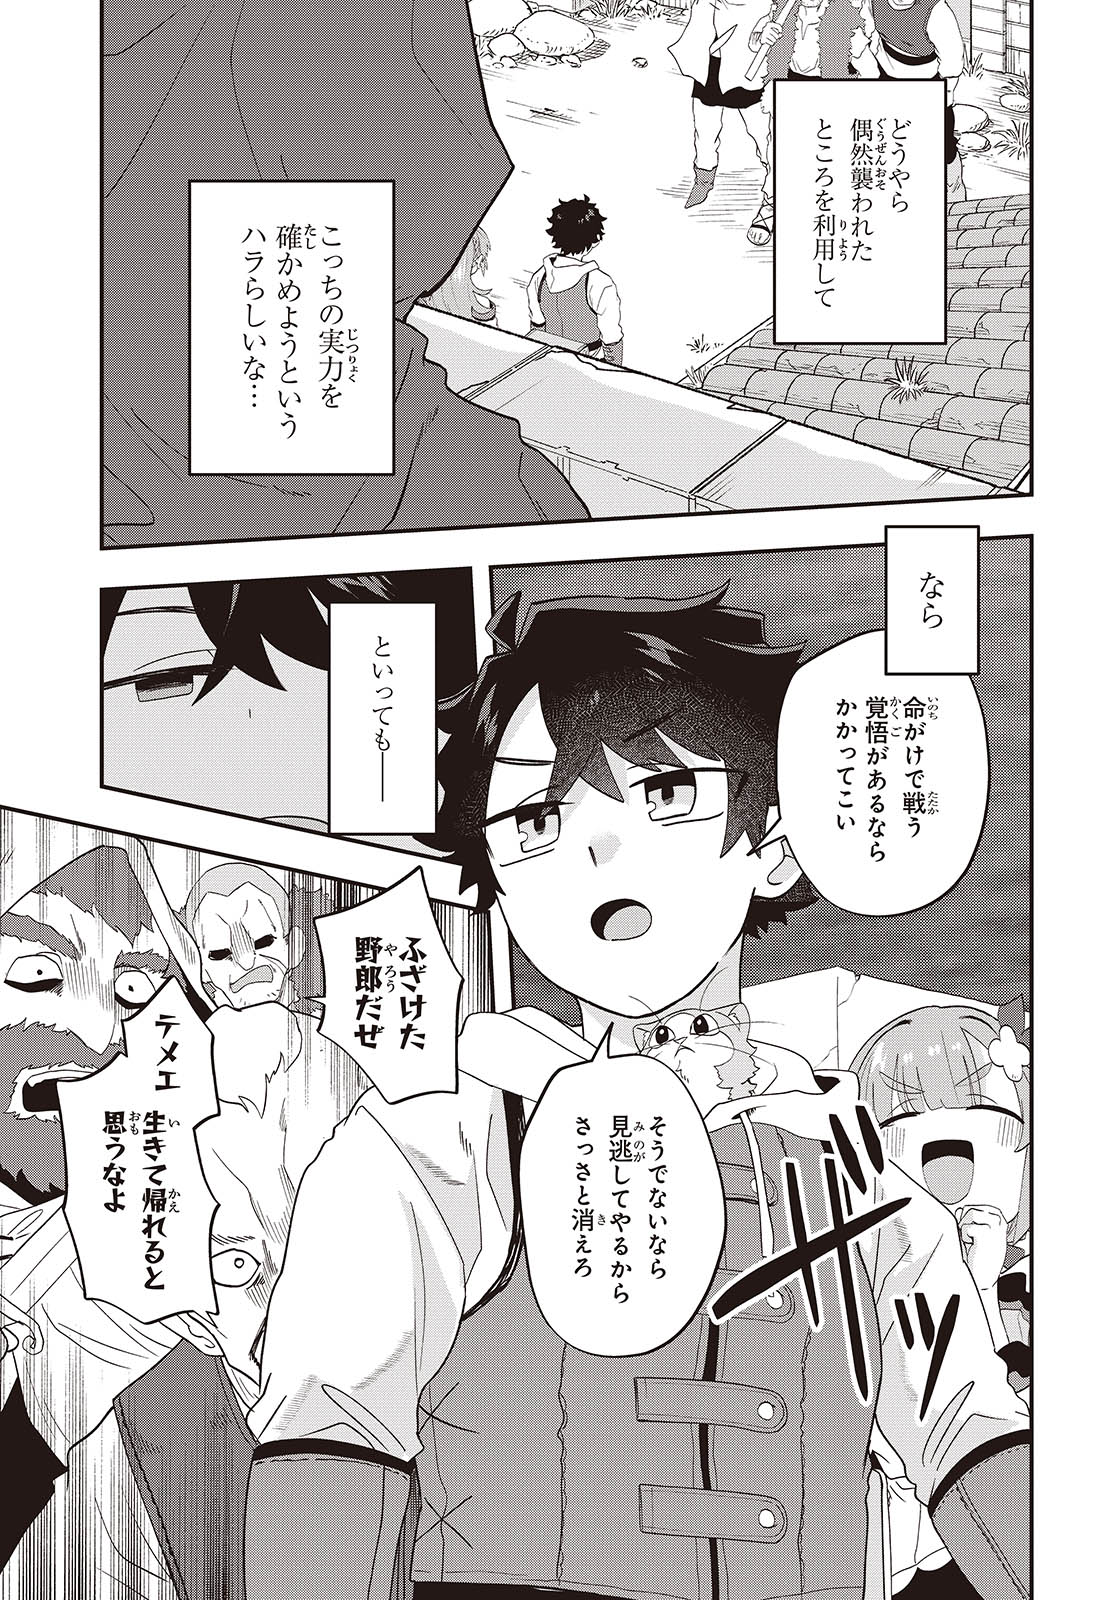 どうやら
偶然襲われた
ところを利用して
こっちの実力を
確かめようという
ハラらしいな…
なら
命がけで戦う
覚悟があるなら
かかってこい
そうでないなら
見逃してやるから
さっさと消えろ
といっても──
ふざけた
野郎だぜ
テメエ
生きて帰れると
思うなよ
ギャッギャッ